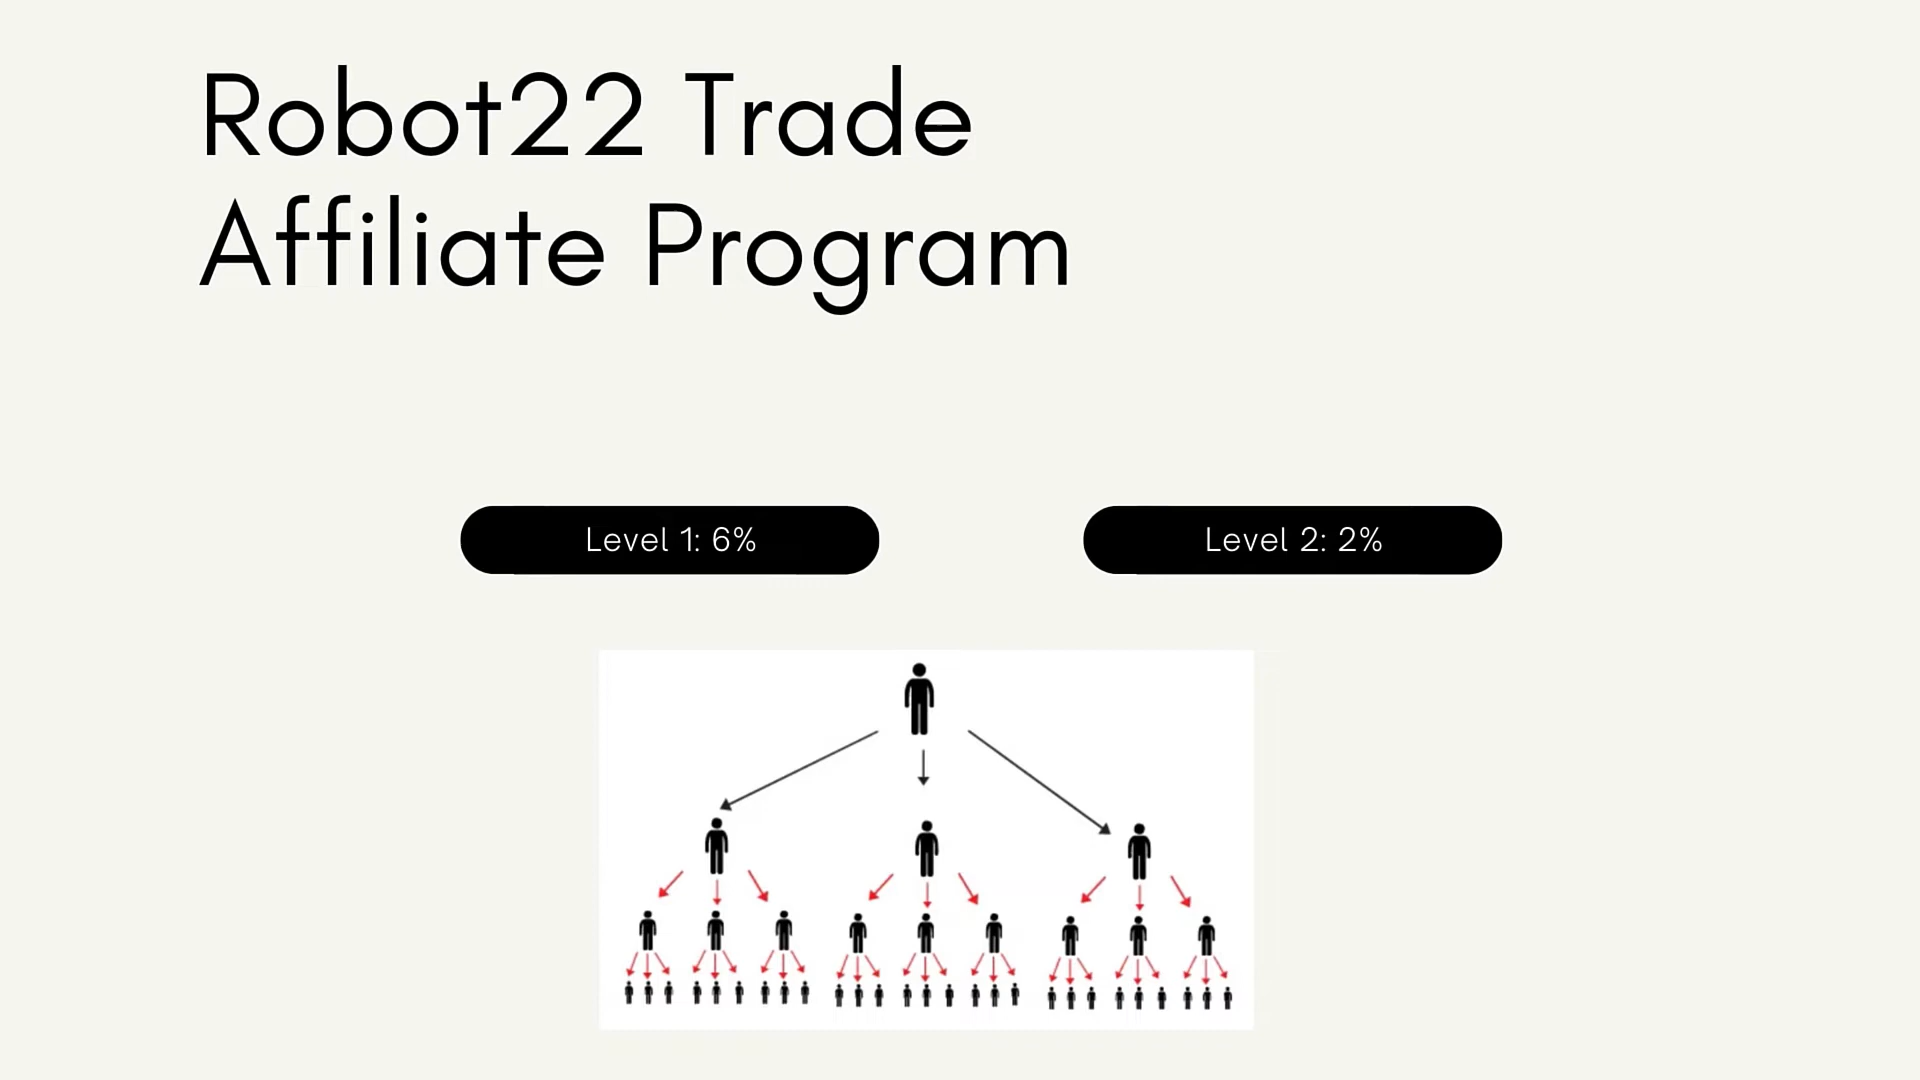 Robot22 Trade
Affiliate Program
Level 1: 6%
Level 2: 2%